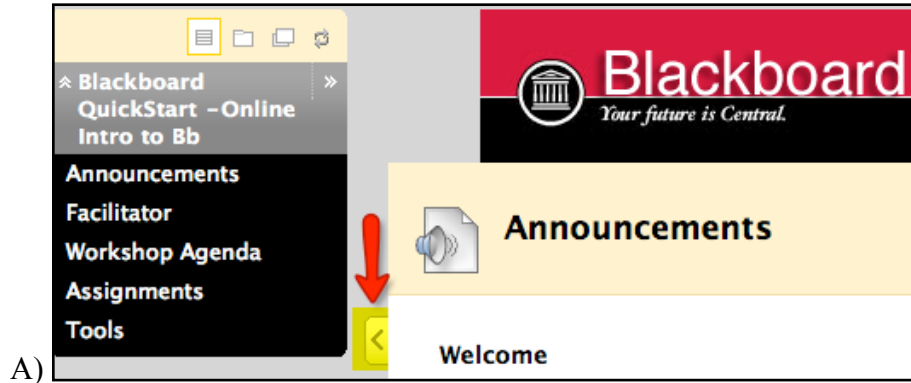 Blackboard
QuickStart – Online
Intro to Bb
Announcements
Facilitator
Workshop Agenda
Assignments
Tools
Blackboard
Your future is Central.
Announcements
Welcome
A)